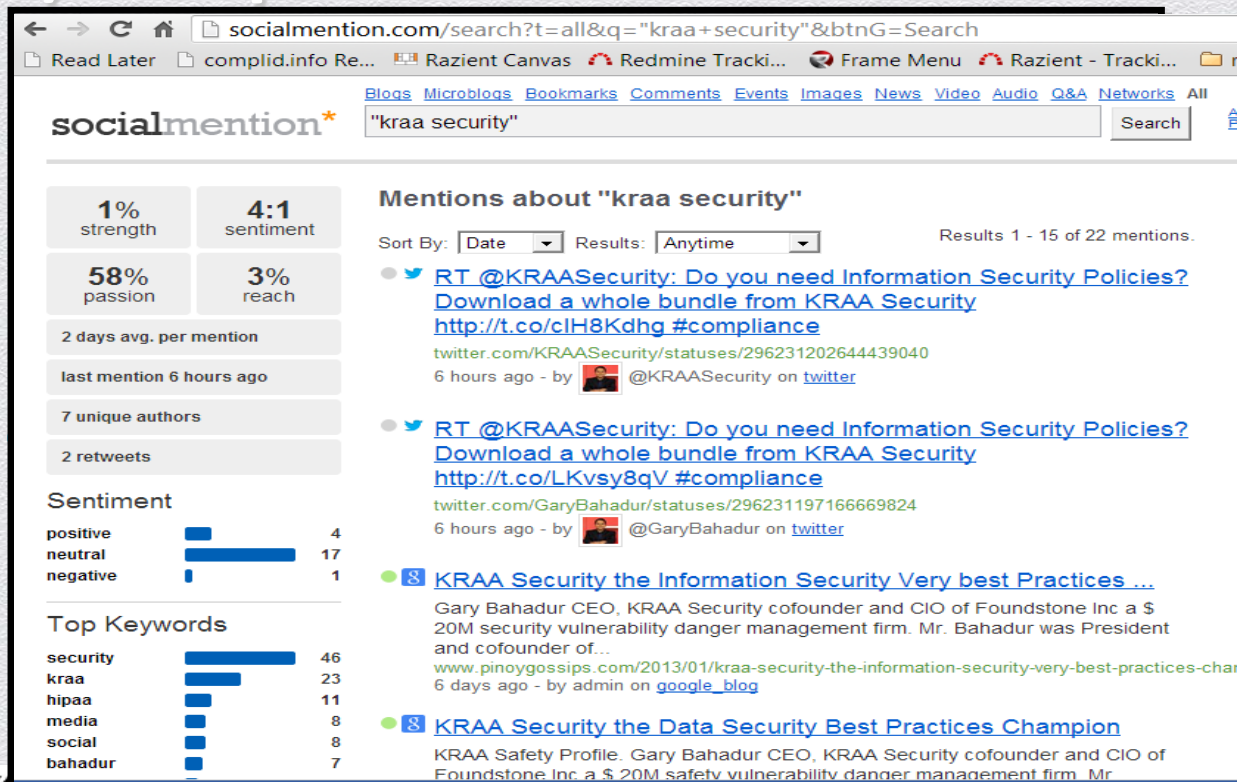 socialmention.com/search?t=all&q="kraa+security"&btnG=Search
Read Later complid.info Re... Razient Canvas Redmine Tracki... Frame Menu Razient - Tracki...
Blogs Microblogs Bookmarks Comments Events Images News Video Audio Q&A Networks All
socialmention*
"kraa security"
Search
1%
strength
4:1
sentiment
58%
passion
3%
reach
2 days avg. per mention
last mention 6 hours ago
7 unique authors
2 retweets
Sentiment
positive 4
neutral 17
negative 1
Top Keywords
security 46
kraa 23
hipaa 11
media 8
social 8
bahadur 7
Mentions about "kraa security"
Sort By: Date Results: Anytime
Results 1 - 15 of 22 mentions.
RT @KRAASecurity: Do you need Information Security Policies?
Download a whole bundle from KRAA Security
http://t.co/cIH8Kdhg #compliance
twitter.com/KRAASecurity/statuses/296231202644439040
6 hours ago - by @KRAASecurity on twitter
RT @KRAASecurity: Do you need Information Security Policies?
Download a whole bundle from KRAA Security
http://t.co/LKvsy8qV #compliance
twitter.com/GaryBahadur/statuses/296231197166669824
6 hours ago - by @GaryBahadur on twitter
KRAA Security the Information Security Very best Practices ...
Gary Bahadur CEO, KRAA Security cofounder and CIO of Foundstone Inc a $
20M security vulnerability danger management firm. Mr. Bahadur was President
and cofounder of...
www.pinoygossips.com/2013/01/kraa-security-the-information-security-very-best-practices-char
6 days ago - by admin on google_blog
KRAA Security the Data Security Best Practices Champion
KRAA Safety Profile. Gary Bahadur CEO, KRAA Security cofounder and CIO of
Foundstone Inc a $ 20M safety vulnerability danger management firm. Mr